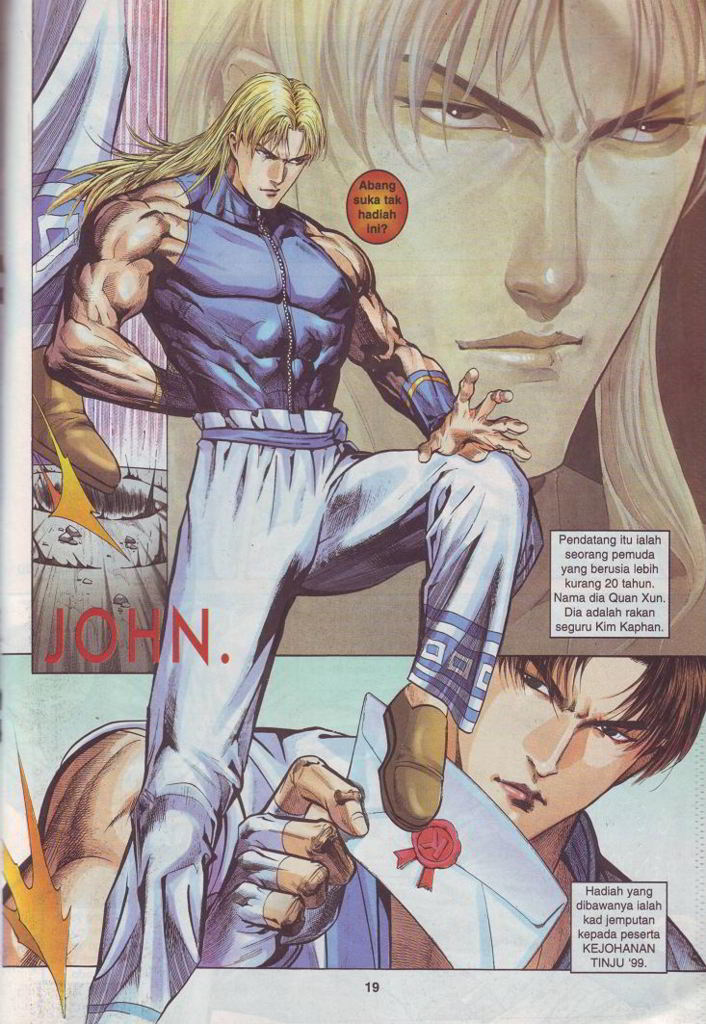 Abang
suka tak
hadiah
ini?
Pendatang itu ialah
seorang pemuda
yang berusia lebih
kurang 20 tahun.
Nama dia Quan Xun.
Dia adalah rakan
seguru Kim Kaphan.
JOHN.
Hadiah yang
dibawanya ialah
kad jemputan
kepada peserta
KEJOHANAN
TINJU '99.
19